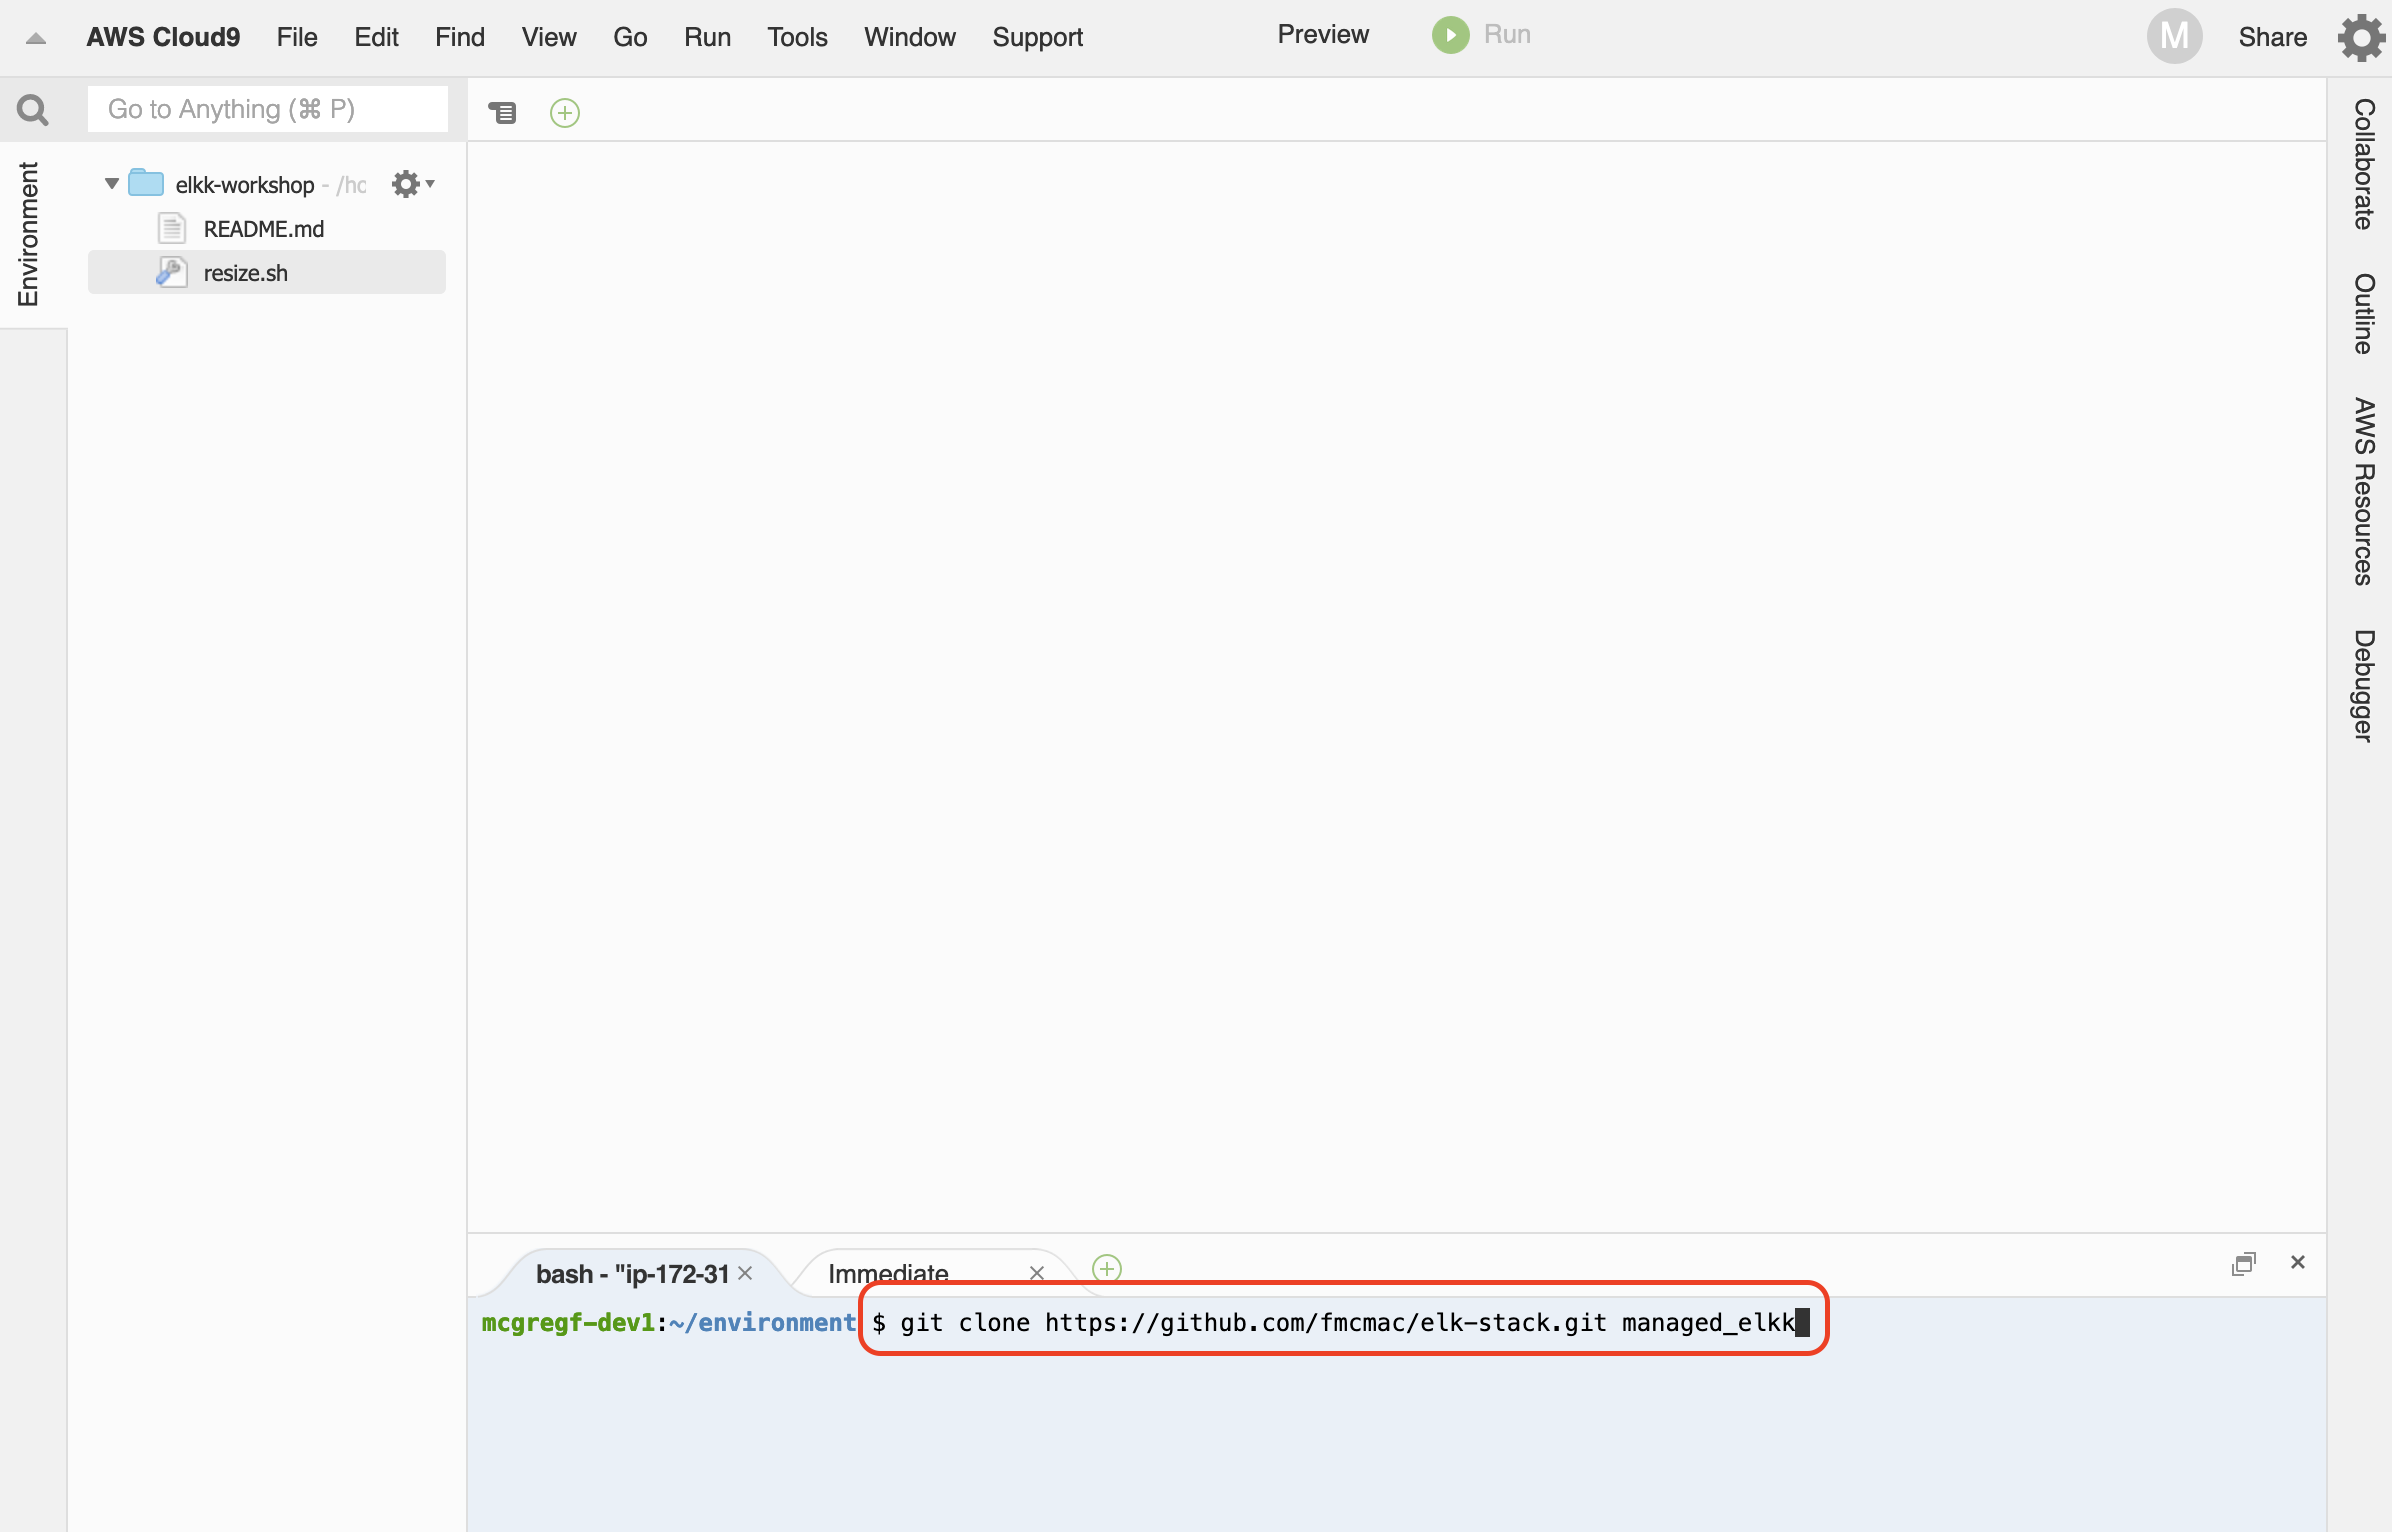 AWS Cloud9 File Edit Find View Go Run Tools Window Support Preview Run M Share
Go to Anything (⌘ P)
Environment
elkk-workshop - /hc
README.md
resize.sh
Collaborate
Outline
AWS Resources
Debugger
bash - "ip-172-31 × Immediate ×
mcgregf-dev1:~/environment $ git clone https://github.com/fmcmac/elk-stack.git managed_elkk